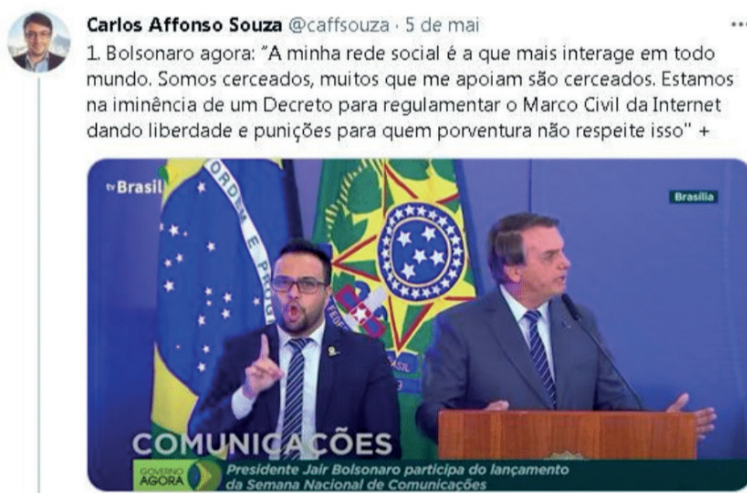 Carlos Affonso Souza @caffsouza · 5 de mai
1. Bolsonaro agora: "A minha rede social é a que mais interage em todo
mundo. Somos cerceados, muitos que me apoiam são cerceados. Estamos
na iminência de um Decreto para regulamentar o Marco Civil da Internet
dando liberdade e punições para quem porventura não respeite isso" +
tv Brasil
Brasília
ORDEM E PROG
COMUNICAÇÕES
GOVERNO
AGORA
Presidente Jair Bolsonaro participa do lançamento
da Semana Nacional de Comunicações